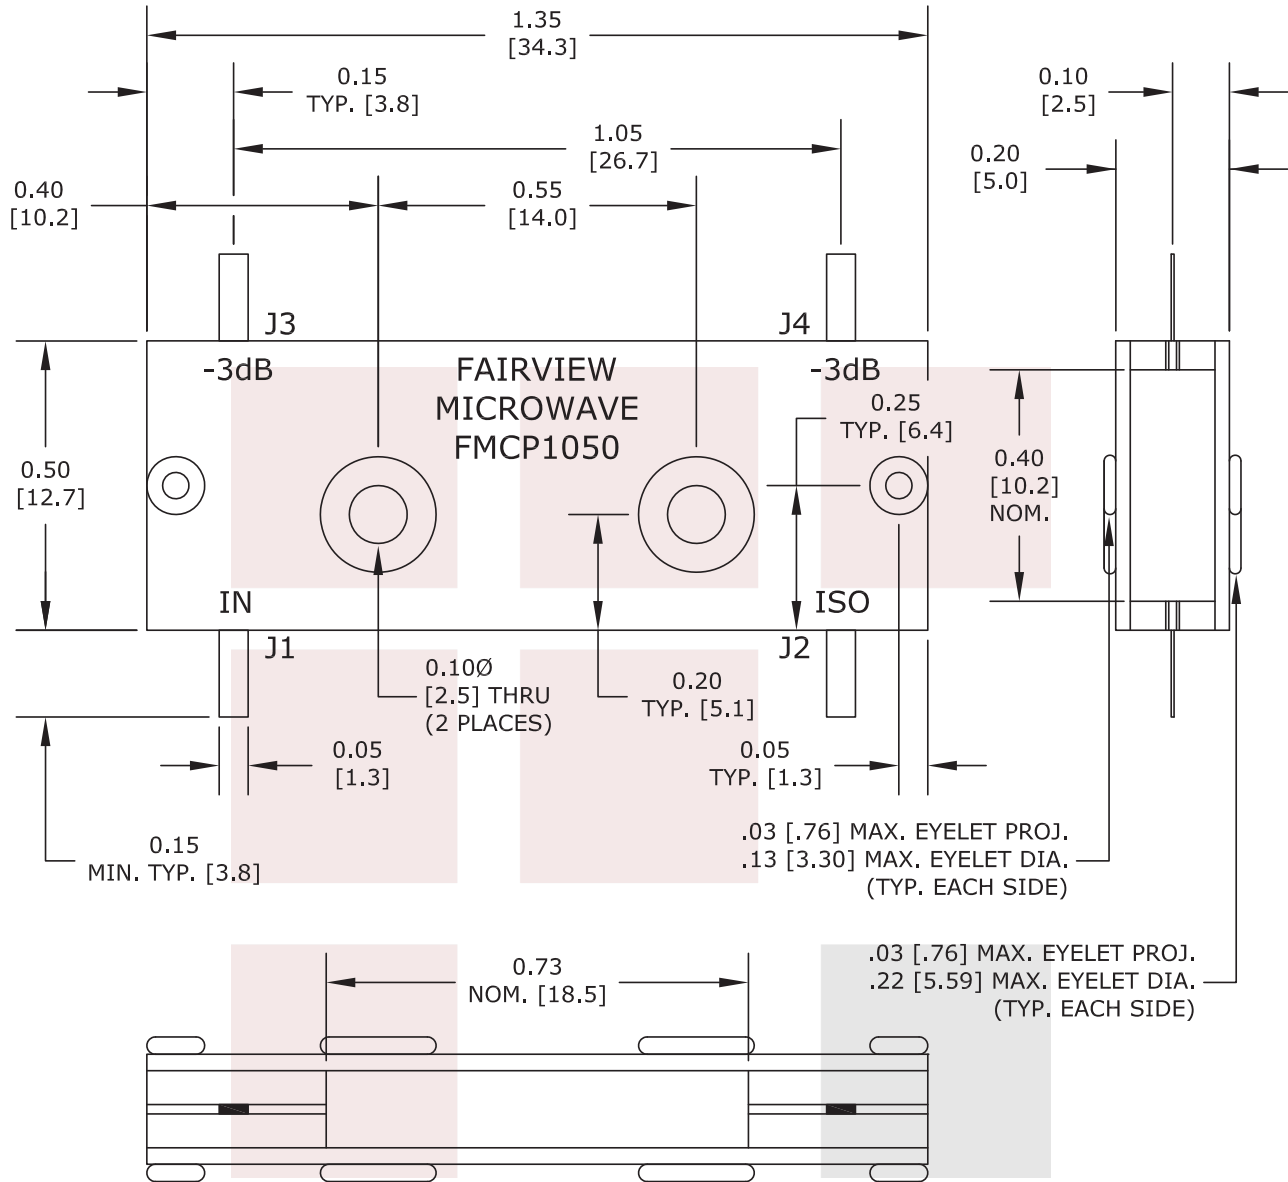 1.35
[34.3]
0.15
TYP. [3.8]
0.10
[2.5]
1.05
[26.7]
0.20
[5.0]
0.40
[10.2]
0.55
[14.0]
J3
J4
-3dB
FAIRVIEW
MICROWAVE
FMCP1050
-3dB
0.25
TYP. [6.4]
0.50
[12.7]
0.40
[10.2]
NOM.
IN
ISO
J1
J2
0.10Ø
[2.5] THRU
(2 PLACES)
0.20
TYP. [5.1]
0.05
[1.3]
0.05
TYP. [1.3]
0.15
MIN. TYP. [3.8]
.03 [.76] MAX. EYELET PROJ.
.13 [3.30] MAX. EYELET DIA.
(TYP. EACH SIDE)
.03 [.76] MAX. EYELET PROJ.
.22 [5.59] MAX. EYELET DIA.
(TYP. EACH SIDE)
0.73
NOM. [18.5]